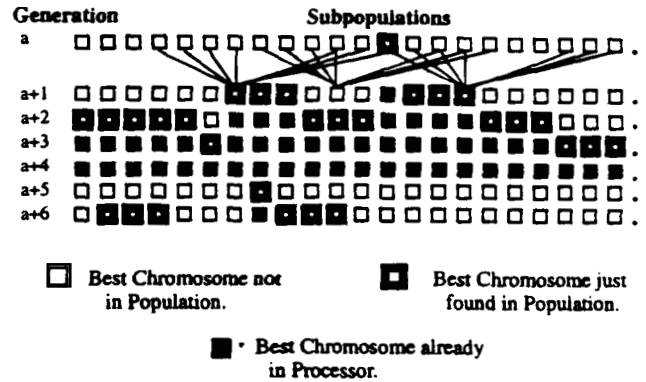 Generation Subpopulations
a
a+1
a+2
a+3
a+4
a+5
a+6
Best Chromosome not Best Chromosome just
in Population. found in Population.
Best Chromosome already
in Processor.